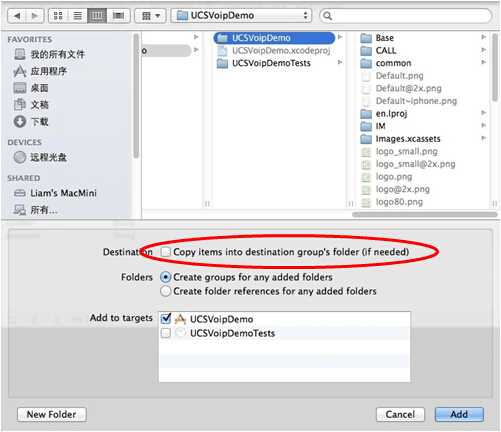 UCSVoipDemo
FAVORITES
我的所有文件
应用程序
桌面
文稿
下载
DEVICES
远程光盘
SHARED
Liam's MacMini
所有...
UCSVoipDemo
UCSVoipDemo.xcodeproj
UCSVoipDemoTests
Base
CALL
common
Default.png
Default@2x.png
Default~iphone.png
en.lproj
IM
Images.xcassets
logo_small.png
logo_small@2x.png
logo.png
logo@2x.png
logo80.png
Destination Copy items into destination group's folder (if needed)
Folders Create groups for any added folders
Create folder references for any added folders
Add to targets UCSVoipDemo
UCSVoipDemoTests
New Folder Cancel Add